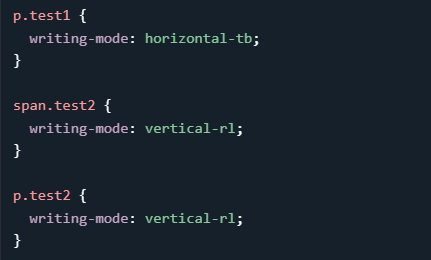 p.test1 {
  writing-mode: horizontal-tb;
}

span.test2 {
  writing-mode: vertical-rl;
}

p.test2 {
  writing-mode: vertical-rl;
}